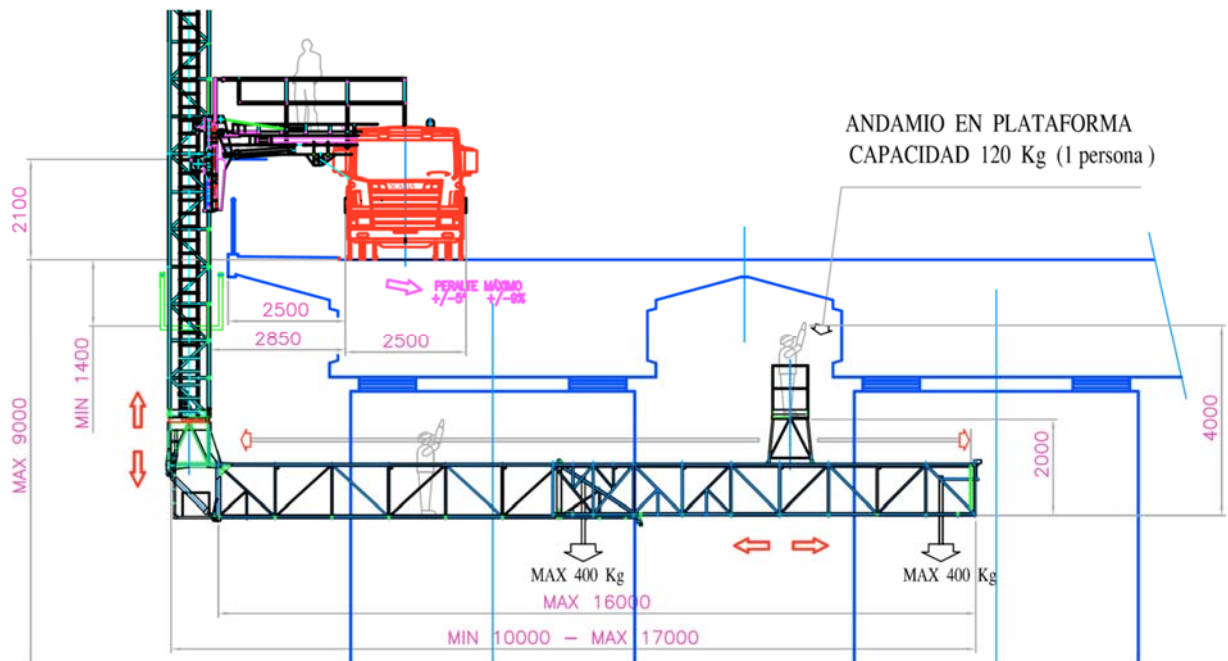 ANDAMIO EN PLATAFORMA
CAPACIDAD 120 Kg (1 persona )
SCANIA
2100
PERALTE MÁXIMO
+/-5° +/-9%
2500
2850
2500
MIN 1400
MAX 9000
4000
2000
MAX 400 Kg
MAX 400 Kg
MAX 16000
MIN 10000 - MAX 17000